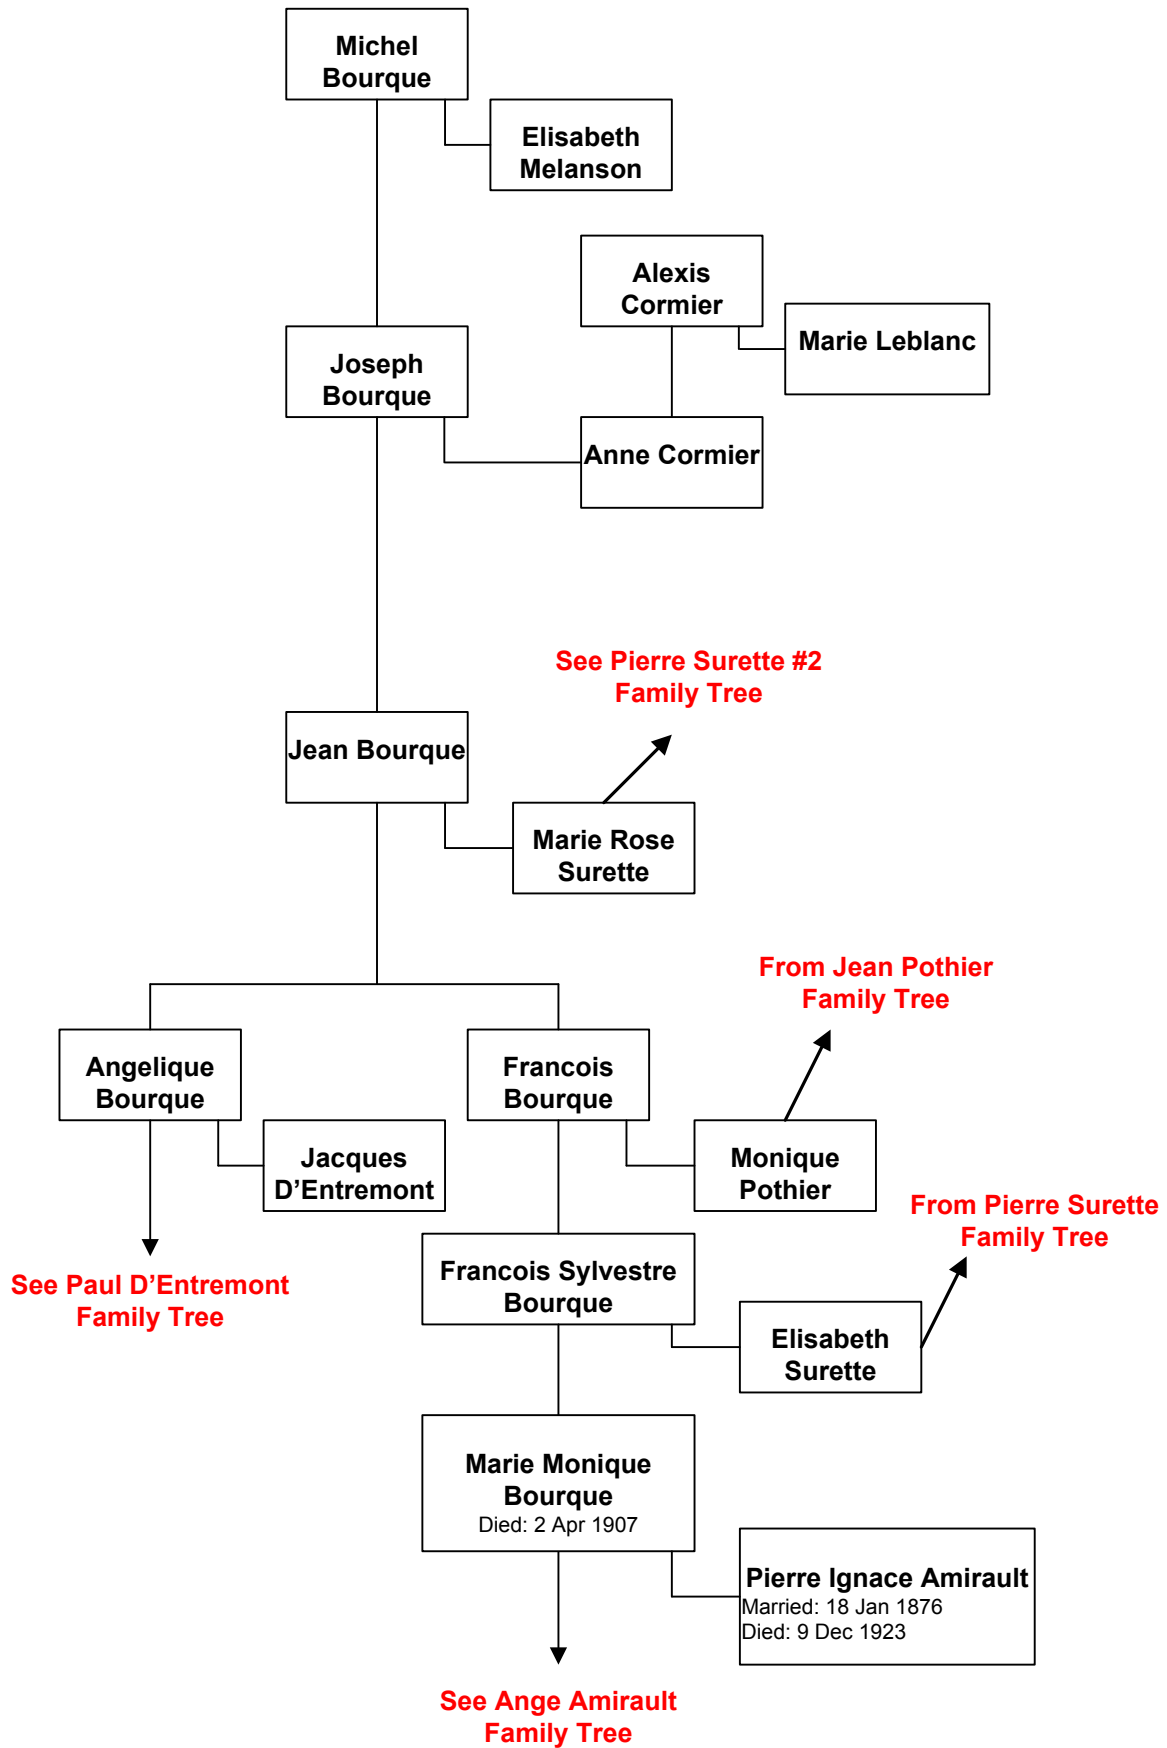 Michel
Bourque
Elisabeth
Melanson
Alexis
Cormier
Marie Leblanc
Joseph
Bourque
Anne Cormier
See Pierre Surette #2
Family Tree
Jean Bourque
Marie Rose
Surette
From Jean Pothier
Family Tree
Angelique
Bourque
Francois
Bourque
Jacques
D’Entremont
Monique
Pothier
From Pierre Surette
Family Tree
See Paul D’Entremont
Family Tree
Francois Sylvestre
Bourque
Elisabeth
Surette
Marie Monique
Bourque
Died: 2 Apr 1907
Pierre Ignace Amirault
Married: 18 Jan 1876
Died: 9 Dec 1923
See Ange Amirault
Family Tree